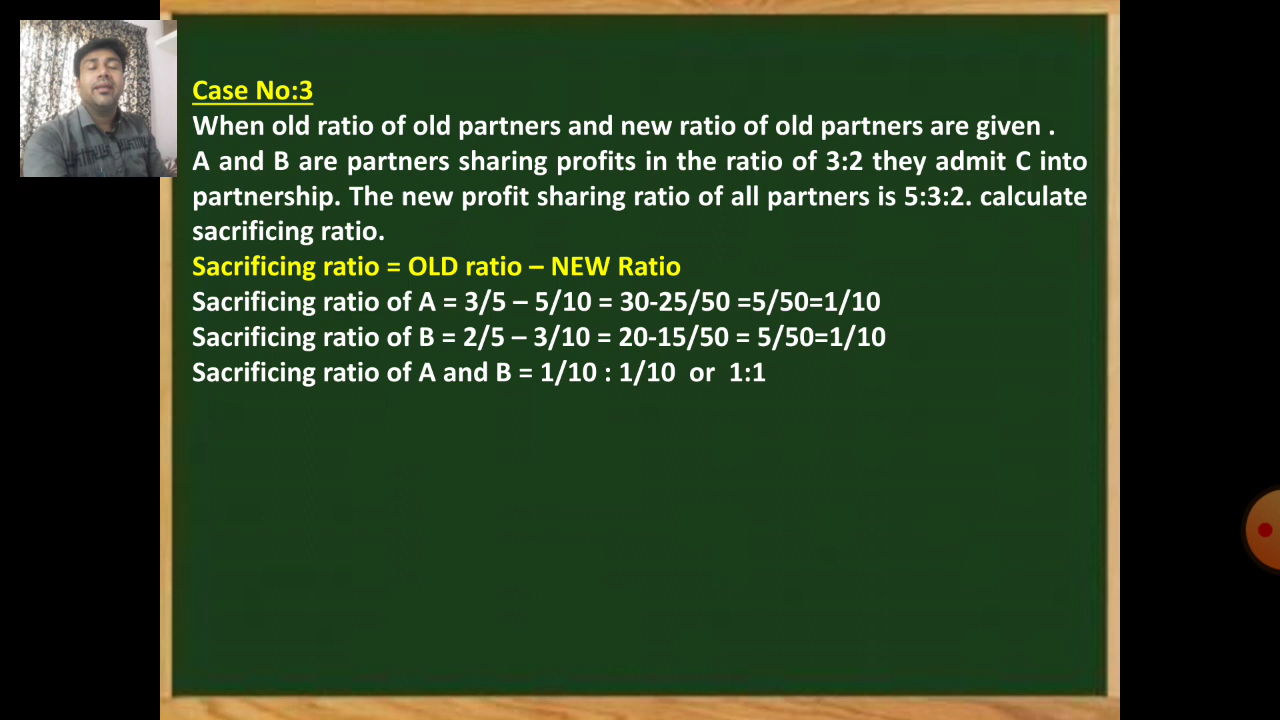 Case No:3
When old ratio of old partners and new ratio of old partners are given .
A and B are partners sharing profits in the ratio of 3:2 they admit C into
partnership. The new profit sharing ratio of all partners is 5:3:2. calculate
sacrificing ratio.
Sacrificing ratio = OLD ratio – NEW Ratio
Sacrificing ratio of A = 3/5 – 5/10 = 30-25/50 =5/50=1/10
Sacrificing ratio of B = 2/5 – 3/10 = 20-15/50 = 5/50=1/10
Sacrificing ratio of A and B = 1/10 : 1/10 or 1:1